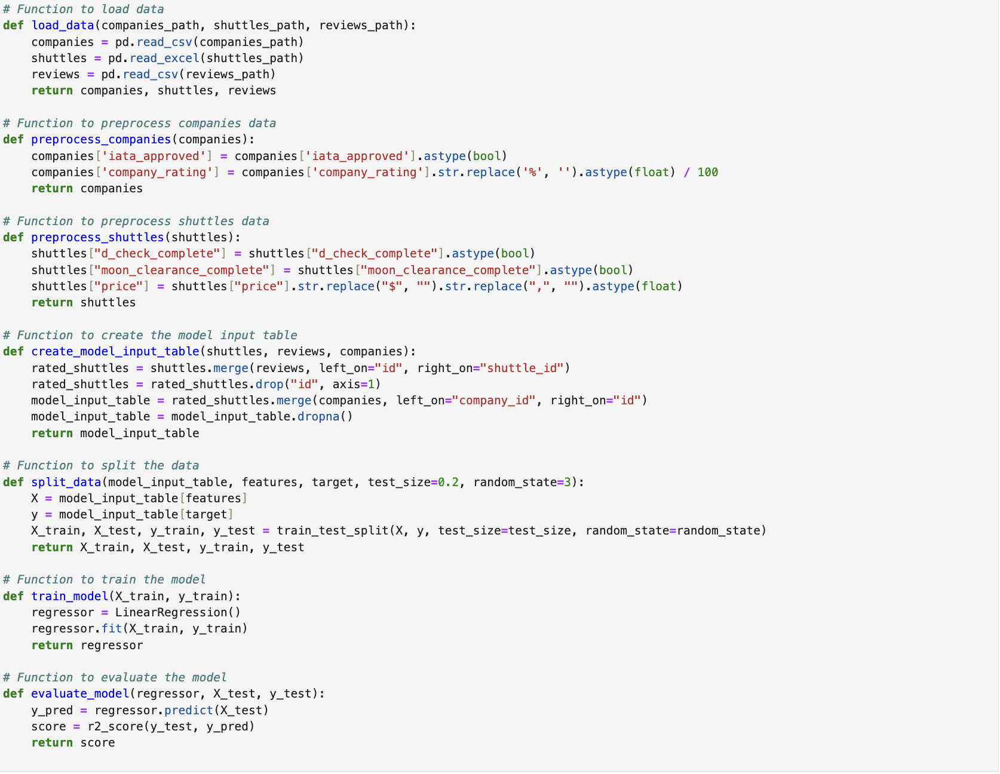 # Function to load data
def load_data(companies_path, shuttles_path, reviews_path):
    companies = pd.read_csv(companies_path)
    shuttles = pd.read_excel(shuttles_path)
    reviews = pd.read_csv(reviews_path)
    return companies, shuttles, reviews

# Function to preprocess companies data
def preprocess_companies(companies):
    companies['iata_approved'] = companies['iata_approved'].astype(bool)
    companies['company_rating'] = companies['company_rating'].str.replace('%', '').astype(float) / 100
    return companies

# Function to preprocess shuttles data
def preprocess_shuttles(shuttles):
    shuttles["d_check_complete"] = shuttles["d_check_complete"].astype(bool)
    shuttles["moon_clearance_complete"] = shuttles["moon_clearance_complete"].astype(bool)
    shuttles["price"] = shuttles["price"].str.replace("$", "").str.replace(",", "").astype(float)
    return shuttles

# Function to create the model input table
def create_model_input_table(shuttles, reviews, companies):
    rated_shuttles = shuttles.merge(reviews, left_on="id", right_on="shuttle_id")
    rated_shuttles = rated_shuttles.drop("id", axis=1)
    model_input_table = rated_shuttles.merge(companies, left_on="company_id", right_on="id")
    model_input_table = model_input_table.dropna()
    return model_input_table

# Function to split the data
def split_data(model_input_table, features, target, test_size=0.2, random_state=3):
    X = model_input_table[features]
    y = model_input_table[target]
    X_train, X_test, y_train, y_test = train_test_split(X, y, test_size=test_size, random_state=random_state)
    return X_train, X_test, y_train, y_test

# Function to train the model
def train_model(X_train, y_train):
    regressor = LinearRegression()
    regressor.fit(X_train, y_train)
    return regressor

# Function to evaluate the model
def evaluate_model(regressor, X_test, y_test):
    y_pred = regressor.predict(X_test)
    score = r2_score(y_test, y_pred)
    return score